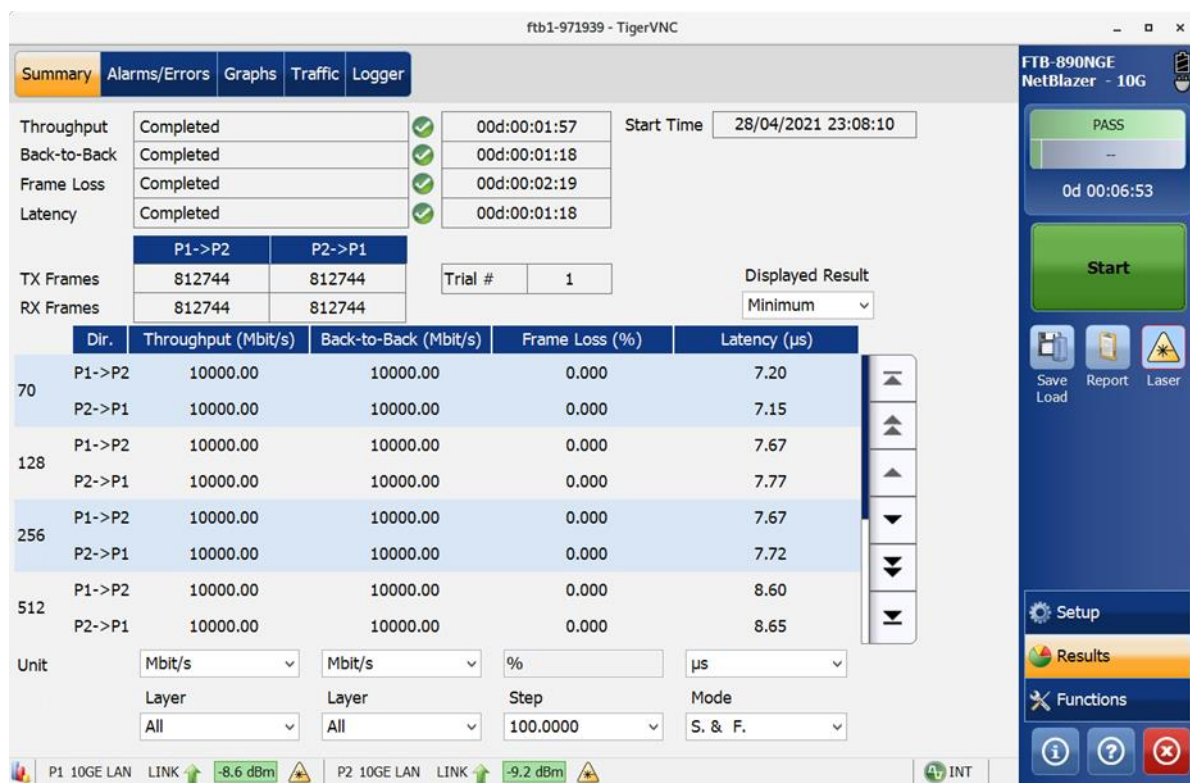 ftb1-971939 - TigerVNC
Summary Alarms/Errors Graphs Traffic Logger
FTB-890NGE
NetBlazer - 10G
Throughput Completed 00d:00:01:57 Start Time 28/04/2021 23:08:10
Back-to-Back Completed 00d:00:01:18
Frame Loss Completed 00d:00:02:19
Latency Completed 00d:00:01:18
PASS
--
0d 00:06:53
P1->P2 P2->P1
TX Frames 812744 812744 Trial # 1 Displayed Result
RX Frames 812744 812744 Minimum
Start
Dir. Throughput (Mbit/s) Back-to-Back (Mbit/s) Frame Loss (%) Latency (µs)
70 P1->P2 10000.00 10000.00 0.000 7.20
P2->P1 10000.00 10000.00 0.000 7.15
128 P1->P2 10000.00 10000.00 0.000 7.67
P2->P1 10000.00 10000.00 0.000 7.77
256 P1->P2 10000.00 10000.00 0.000 7.67
P2->P1 10000.00 10000.00 0.000 7.72
512 P1->P2 10000.00 10000.00 0.000 8.60
P2->P1 10000.00 10000.00 0.000 8.65
Save Load Report Laser
Unit Mbit/s Mbit/s % µs
Layer Layer Step Mode
All All 100.0000 S. & F.
Setup
Results
Functions
P1 10GE LAN LINK -8.6 dBm P2 10GE LAN LINK -9.2 dBm INT